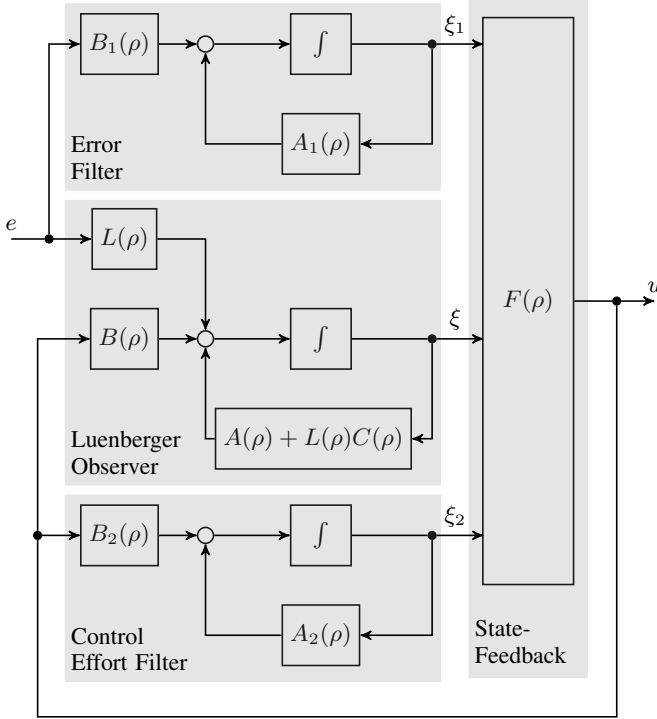 B₁(ρ)
∫
ξ₁
A₁(ρ)
Error
Filter
e
L(ρ)
B(ρ)
∫
ξ
F(ρ)
u
A(ρ) + L(ρ)C(ρ)
Luenberger
Observer
B₂(ρ)
∫
ξ₂
A₂(ρ)
Control
Effort Filter
State-
Feedback